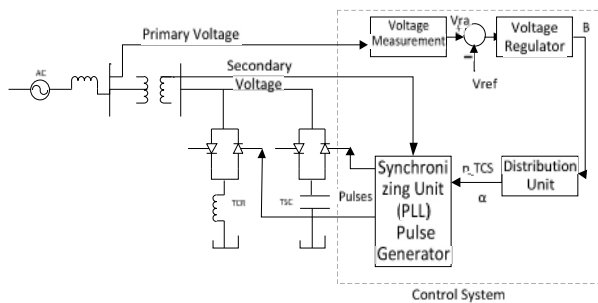 Primary Voltage
Voltage
Measurement
Vra
Voltage
Regulator
B
AC
Secondary
Voltage
Vref
Synchroni
zing Unit
(PLL)
Pulse
Generator
n_TCS
α
Distribution
Unit
TCR
TSC
Pulses
Control System